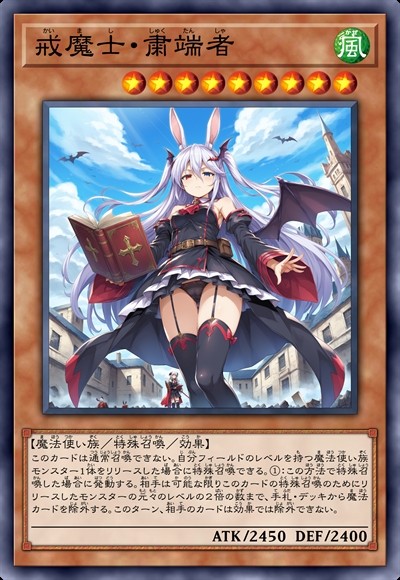 戒魔士・粛端者
風
【魔法使い族／特殊召喚／効果】
このカードは通常召喚できない。自分フィールドのレベルを持つ魔法使い族
モンスター1体をリリースした場合に特殊召喚できる。①：この方法で特殊召
喚した場合に発動する。相手は可能な限りこのカードの特殊召喚のためにリ
リースしたモンスターの元々のレベルの２倍の数まで、手札・デッキから魔法
カードを除外する。このターン、相手のカードは効果では除外できない。
ATK/2450 DEF/2400